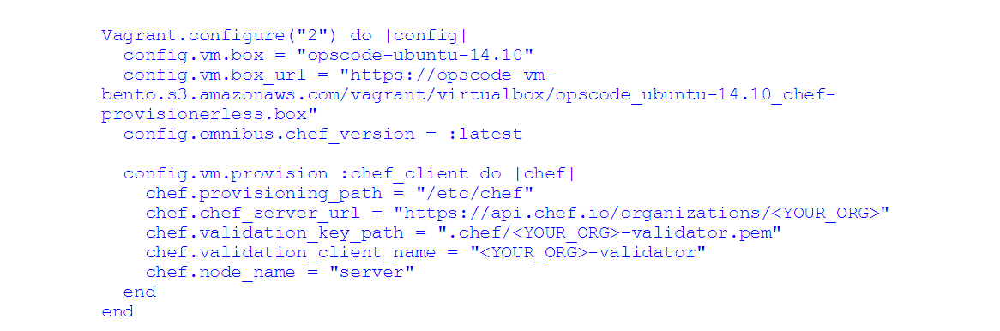 Vagrant.configure("2") do |config|
  config.vm.box = "opscode-ubuntu-14.10"
  config.vm.box_url = "https://opscode-vm-
bento.s3.amazonaws.com/vagrant/virtualbox/opscode_ubuntu-14.10_chef-
provisionerless.box"
  config.omnibus.chef_version = :latest

  config.vm.provision :chef_client do |chef|
    chef.provisioning_path = "/etc/chef"
    chef.chef_server_url = "https://api.chef.io/organizations/<YOUR_ORG>"
    chef.validation_key_path = ".chef/<YOUR_ORG>-validator.pem"
    chef.validation_client_name = "<YOUR_ORG>-validator"
    chef.node_name = "server"
  end
end